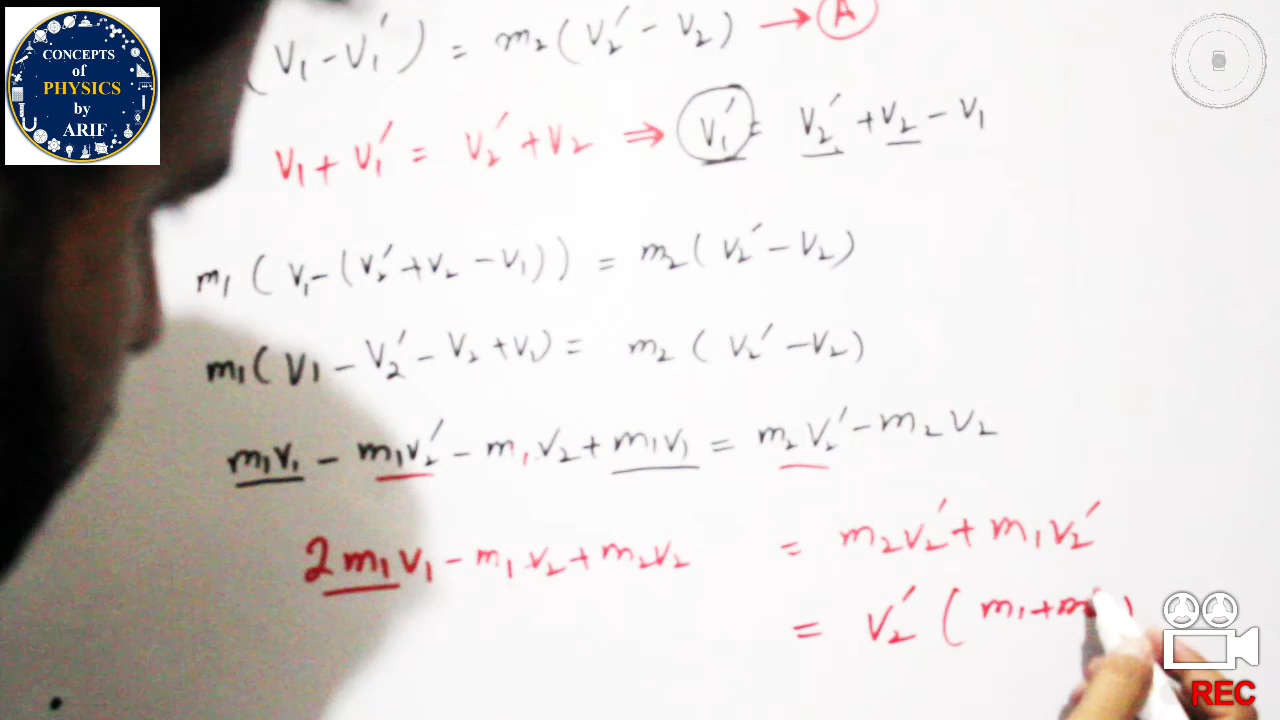 CONCEPTS
of
PHYSICS
by
ARIF
(V₁ - V₁′) = m₂(V₂′ - V₂) → A
V₁ + V₁′ = V₂′ + V₂ ⇒ V₁′ = V₂′ + V₂ - V₁
m₁(V₁ - (V₂′ + V₂ - V₁)) = m₂(V₂′ - V₂)
m₁(V₁ - V₂′ - V₂ + V₁) = m₂(V₂′ - V₂)
m₁V₁ - m₁V₂′ - m₁V₂ + m₁V₁ = m₂V₂′ - m₂V₂
2m₁V₁ - m₁V₂ + m₂V₂ = m₂V₂′ + m₁V₂′
= V₂′(m₁ + m
REC